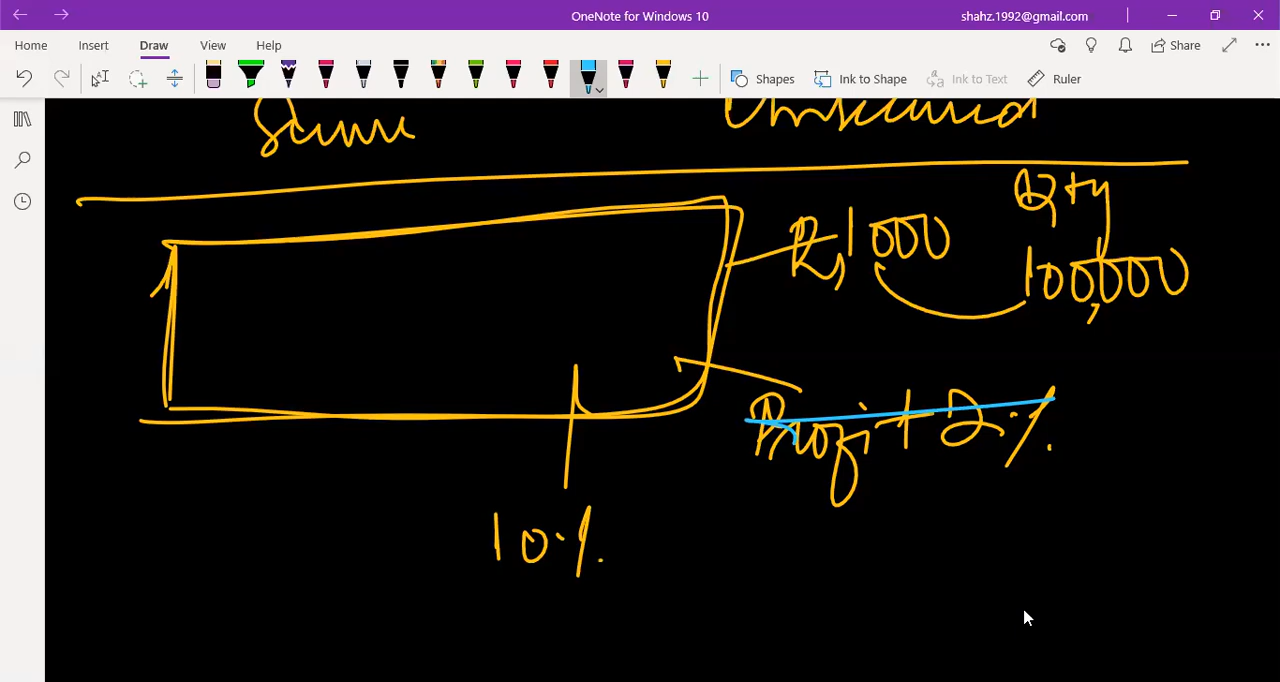 OneNote for Windows 10
shahz.1992@gmail.com
Home Insert Draw View Help
Share
Shapes
Ink to Shape
Ink to Text
Ruler
Qty
R,1000
100,000
Profit 2%
10%